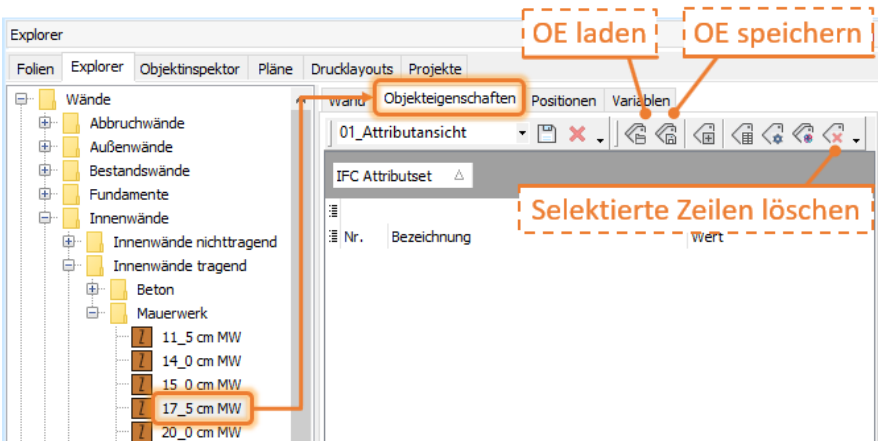 OE laden
OE speichern
Explorer
Folien Explorer Objektinspektor Pläne Drucklayouts Projekte
Wände
Wand Objekteigenschaften Positionen Variablen
Abbruchwände
01_Attributansicht
Außenwände
Bestandswände
IFC Attributset
Fundamente
Selektierte Zeilen löschen
Innenwände
Nr. Bezeichnung Wert
Innenwände nichttragend
Innenwände tragend
Beton
Mauerwerk
11_5 cm MW
14_0 cm MW
15_0 cm MW
17_5 cm MW
20_0 cm MW